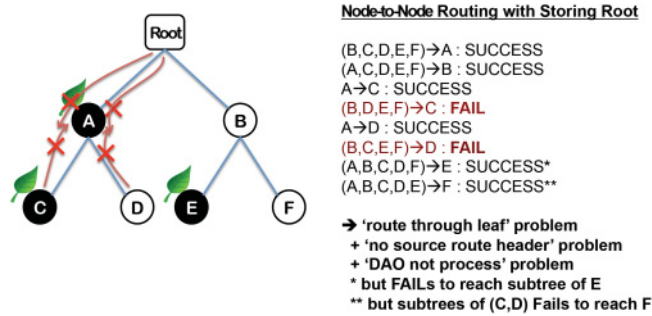 Root
A
B
C
D
E
F
Node-to-Node Routing with Storing Root
(B,C,D,E,F)➔A : SUCCESS
(A,C,D,E,F)➔B : SUCCESS
A➔C : SUCCESS
(B,D,E,F)➔C : FAIL
A➔D : SUCCESS
(B,C,E,F)➔D : FAIL
(A,B,C,D,F)➔E : SUCCESS*
(A,B,C,D,E)➔F : SUCCESS**
➔ ‘route through leaf’ problem
+ ‘no source route header’ problem
+ ‘DAO not process’ problem
* but FAILs to reach subtree of E
** but subtrees of (C,D) Fails to reach F